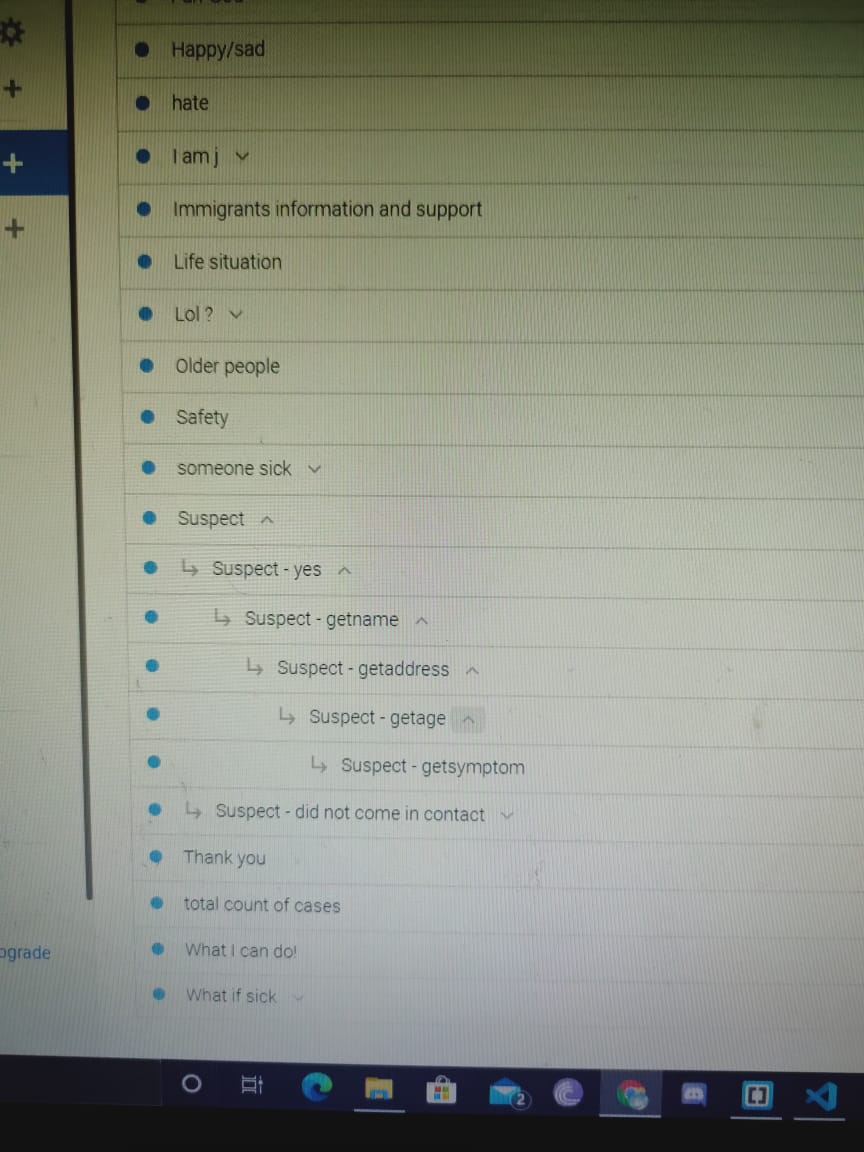 Happy/sad
hate
I am j
Immigrants information and support
Life situation
Lol ?
Older people
Safety
someone sick
Suspect
Suspect - yes
Suspect - getname
Suspect - getaddress
Suspect - getage
Suspect - getsymptom
Suspect - did not come in contact
Thank you
total count of cases
What I can do!
pgrade
What if sick
2